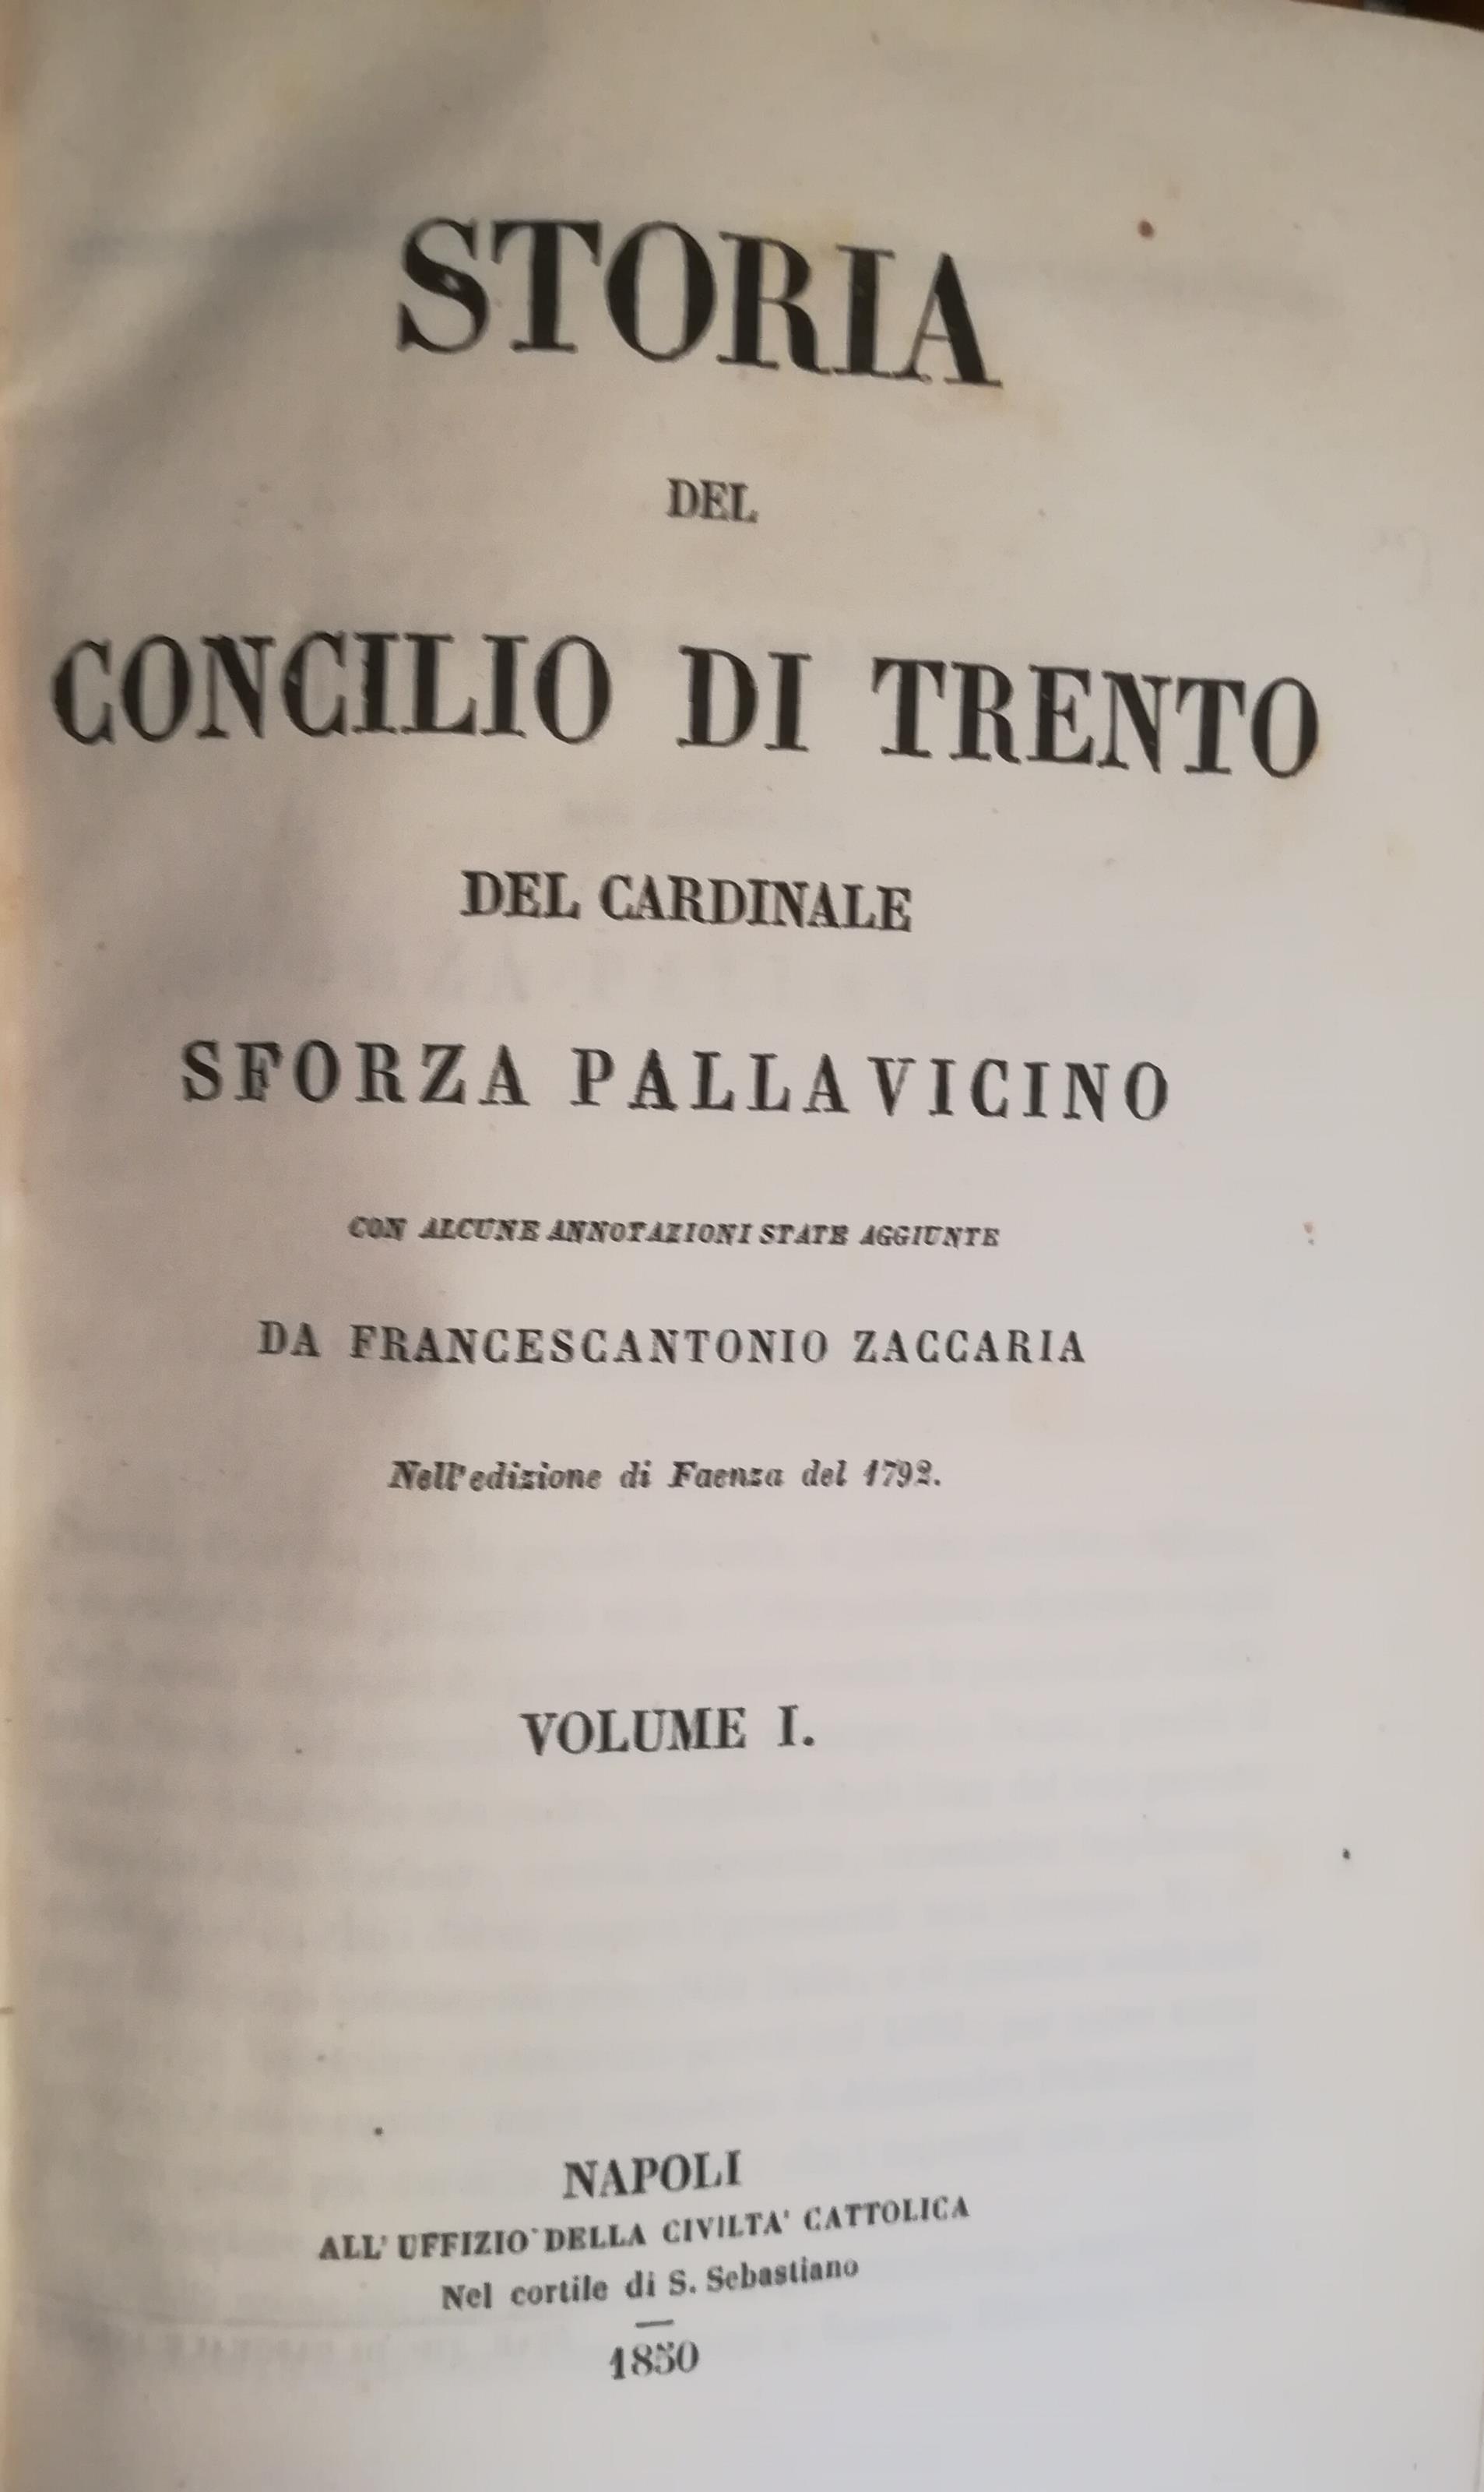 STORIA
DEL
CONCILIO DI TRENTO
DEL CARDINALE
SFORZA PALLAVICINO
CON ALCUNE ANNOTAZIONI STATE AGGIUNTE
DA FRANCESCANTONIO ZACCARIA
Nell'edizione di Faenza del 1792.
VOLUME I.
NAPOLI
ALL' UFFIZIO DELLA CIVILTA' CATTOLICA
Nel cortile di S. Sebastiano
1850